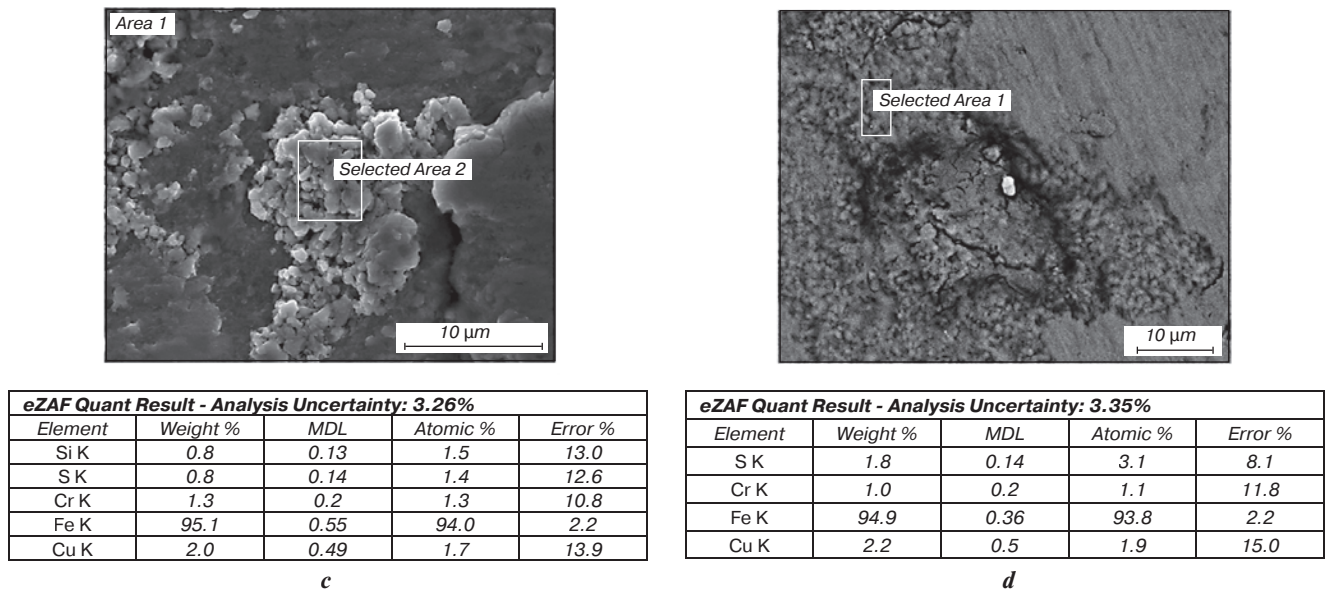 Area 1
Selected Area 2
10 µm
Selected Area 1
10 µm
eZAF Quant Result - Analysis Uncertainty: 3.26%
Element Weight % MDL Atomic % Error %
Si K 0.8 0.13 1.5 13.0
S K 0.8 0.14 1.4 12.6
Cr K 1.3 0.2 1.3 10.8
Fe K 95.1 0.55 94.0 2.2
Cu K 2.0 0.49 1.7 13.9
c
eZAF Quant Result - Analysis Uncertainty: 3.35%
Element Weight % MDL Atomic % Error %
S K 1.8 0.14 3.1 8.1
Cr K 1.0 0.2 1.1 11.8
Fe K 94.9 0.36 93.8 2.2
Cu K 2.2 0.5 1.9 15.0
d